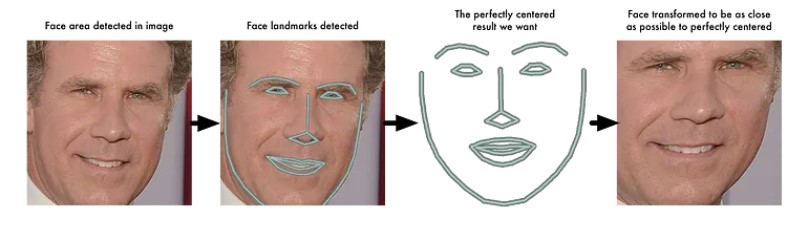 Face area detected in image
Face landmarks detected
The perfectly centered
result we want
Face transformed to be as close
as possible to perfectly centered